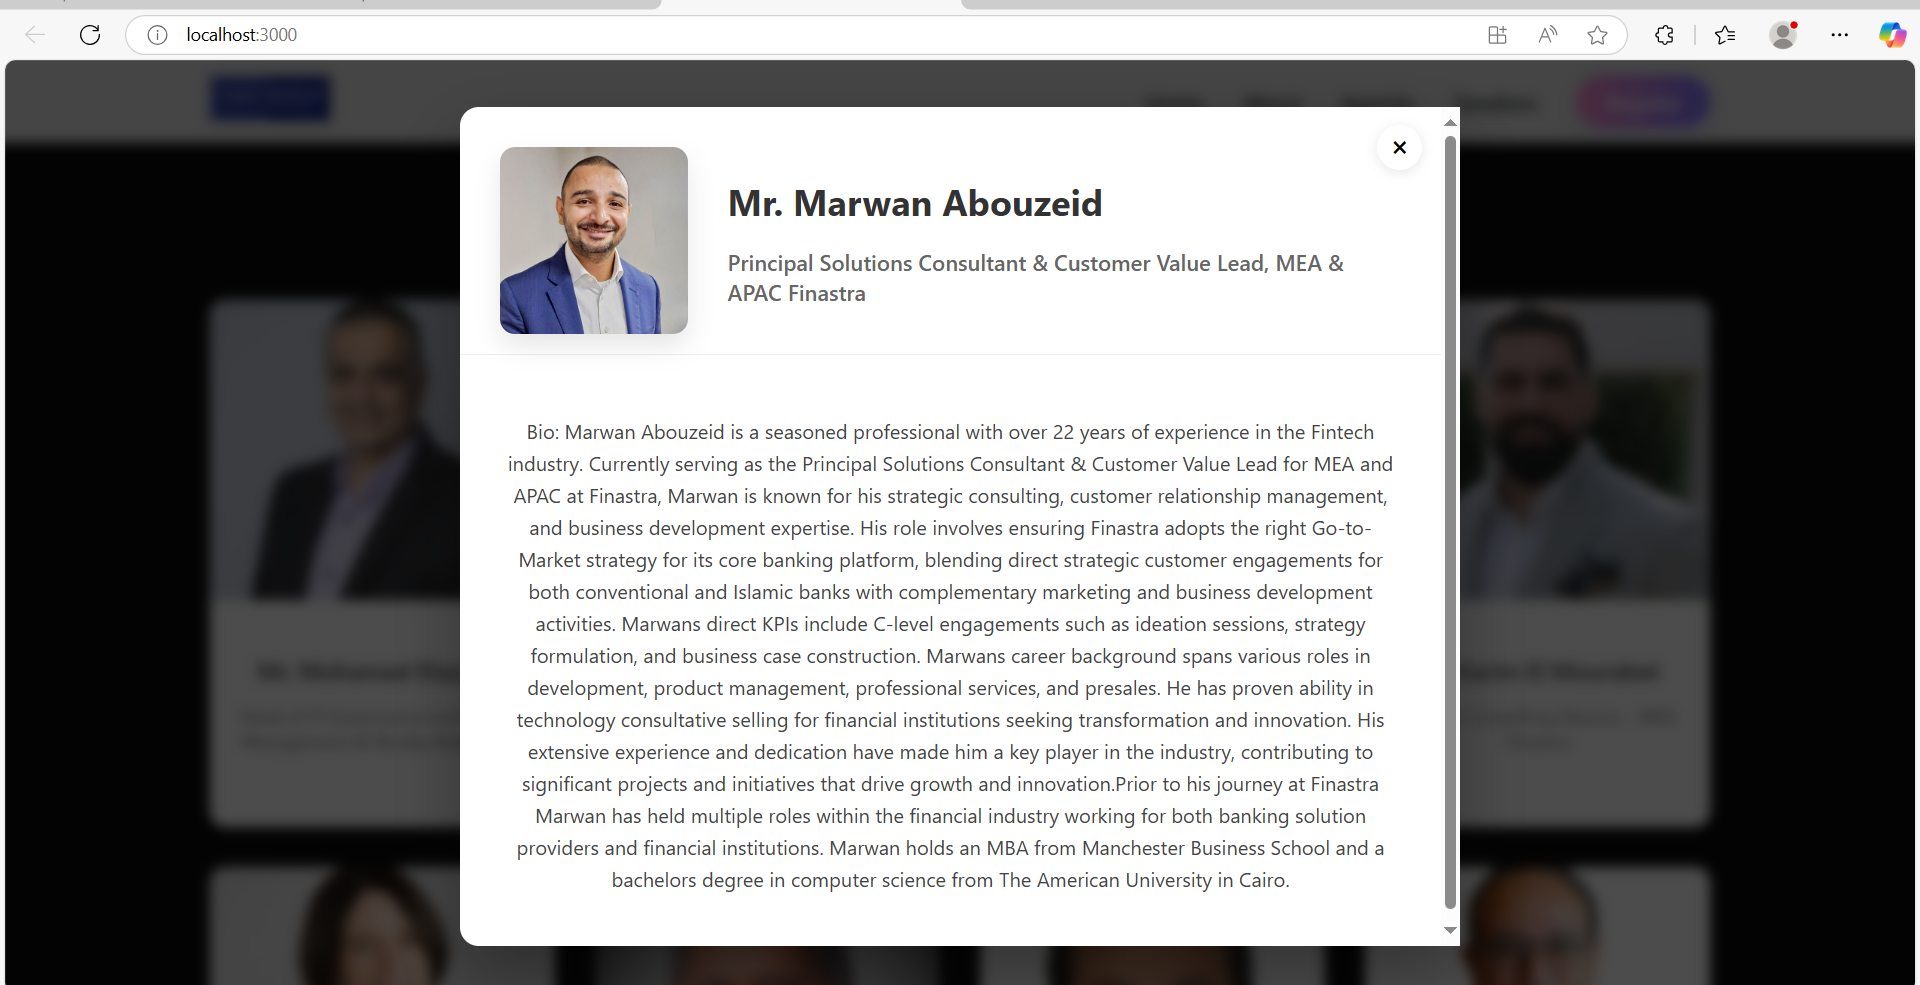 localhost:3000
Mr. Marwan Abouzeid
Principal Solutions Consultant & Customer Value Lead, MEA &
APAC Finastra
Bio: Marwan Abouzeid is a seasoned professional with over 22 years of experience in the Fintech
industry. Currently serving as the Principal Solutions Consultant & Customer Value Lead for MEA and
APAC at Finastra, Marwan is known for his strategic consulting, customer relationship management,
and business development expertise. His role involves ensuring Finastra adopts the right Go-to-
Market strategy for its core banking platform, blending direct strategic customer engagements for
both conventional and Islamic banks with complementary marketing and business development
activities. Marwans direct KPIs include C-level engagements such as ideation sessions, strategy
formulation, and business case construction. Marwans career background spans various roles in
development, product management, professional services, and presales. He has proven ability in
technology consultative selling for financial institutions seeking transformation and innovation. His
extensive experience and dedication have made him a key player in the industry, contributing to
significant projects and initiatives that drive growth and innovation.Prior to his journey at Finastra
Marwan has held multiple roles within the financial industry working for both banking solution
providers and financial institutions. Marwan holds an MBA from Manchester Business School and a
bachelors degree in computer science from The American University in Cairo.